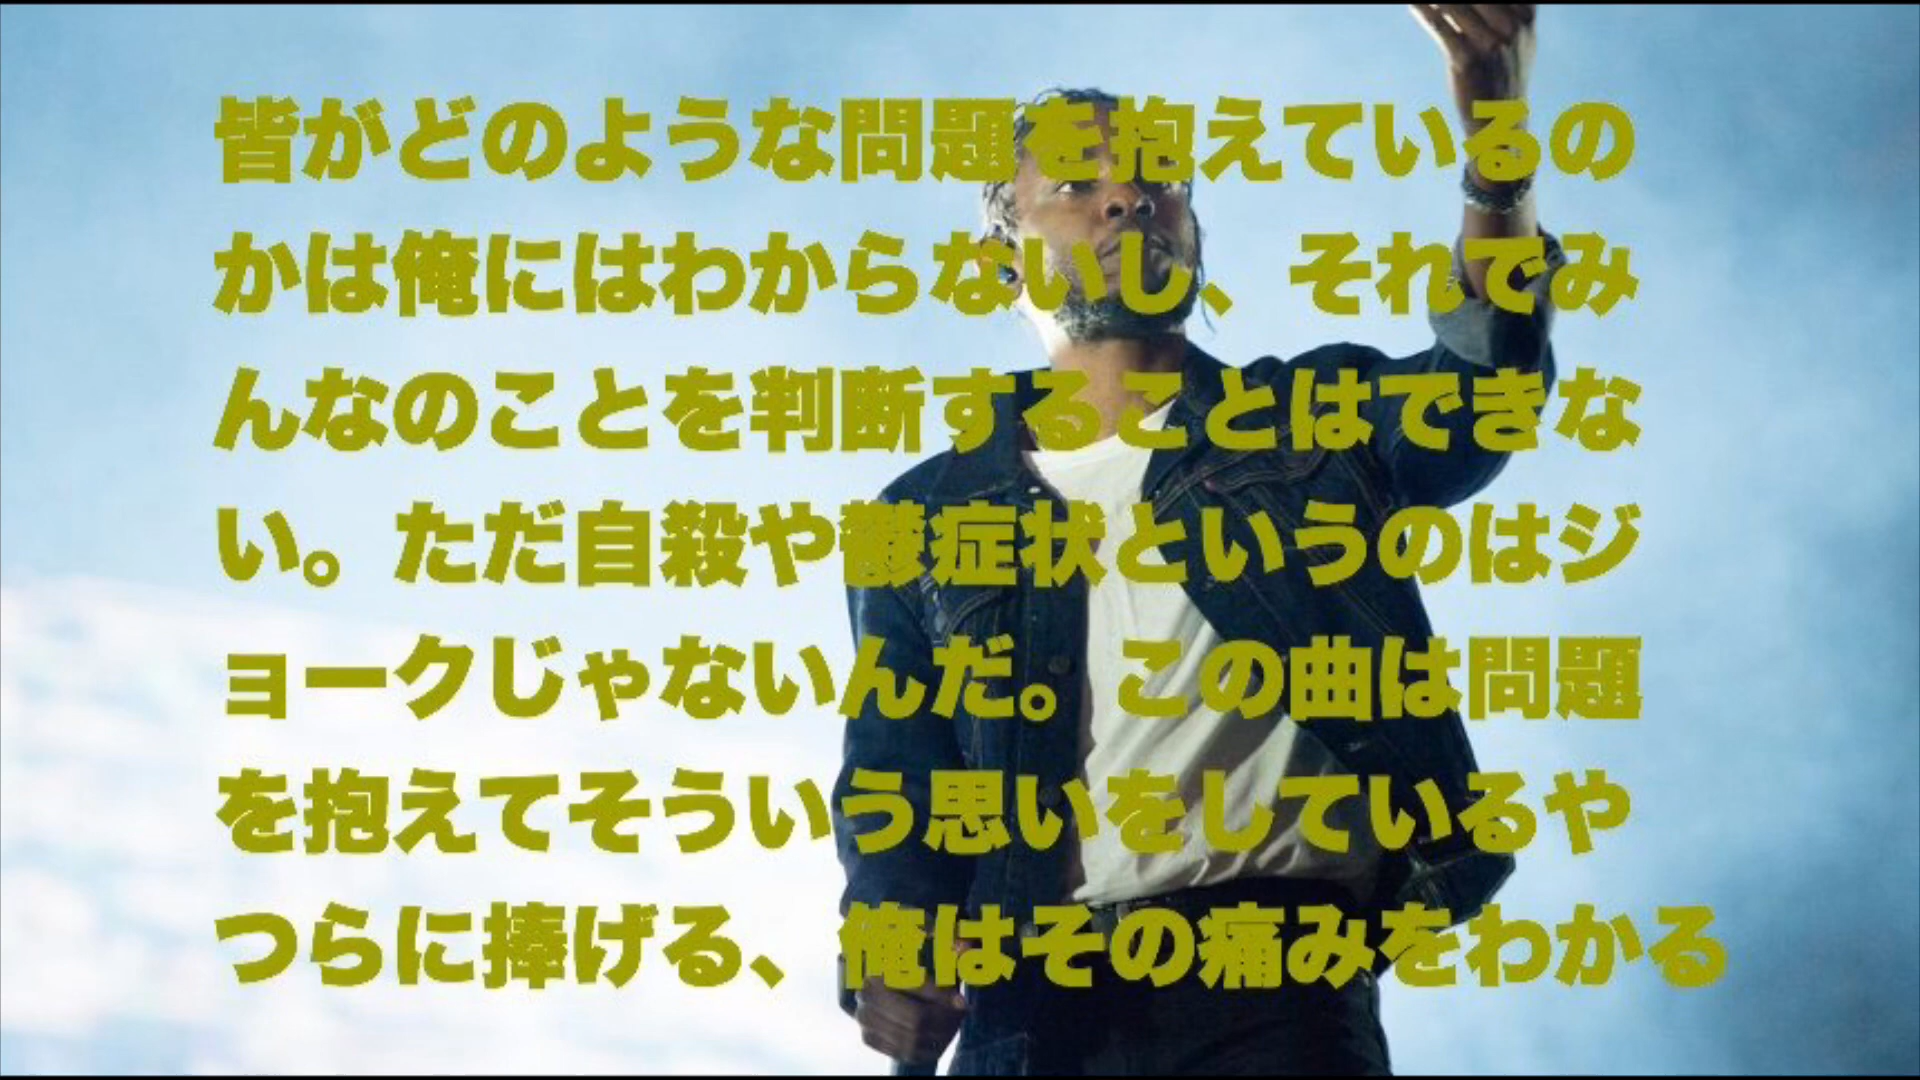 皆がどのような問題を抱えているの
かは俺にはわからないし、それでみ
んなのことを判断することはできな
い。ただ自殺や鬱症状というのはジ
ョークじゃないんだ。この曲は問題
を抱えてそういう思いをしているや
つらに捧げる、俺はその痛みをわかる